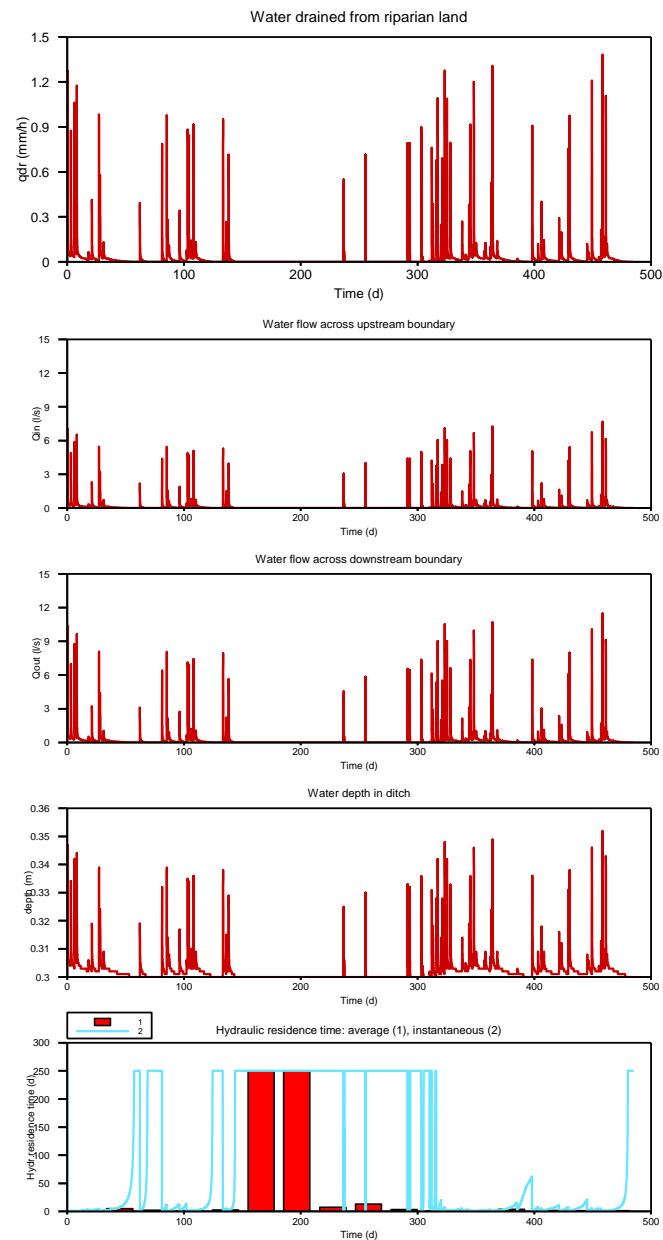 Water drained from riparian land
1.5
1.2
0.9
0.6
0.3
0
qdr (mm/h)
0 100 200 300 400 500
Time (d)
Water flow across upstream boundary
15
12
9
6
3
0
Qin (l/s)
0 100 200 300 400 500
Time (d)
Water flow across downstream boundary
15
12
9
6
3
0
Qout (l/s)
0 100 200 300 400 500
Time (d)
Water depth in ditch
0.36
0.35
0.34
0.33
0.32
0.31
0.3
depth (m)
0 100 200 300 400 500
Time (d)
1
2
Hydraulic residence time: average (1), instantaneous (2)
300
250
200
150
100
50
0
Hydr residence time (d)
0 100 200 300 400 500
Time (d)